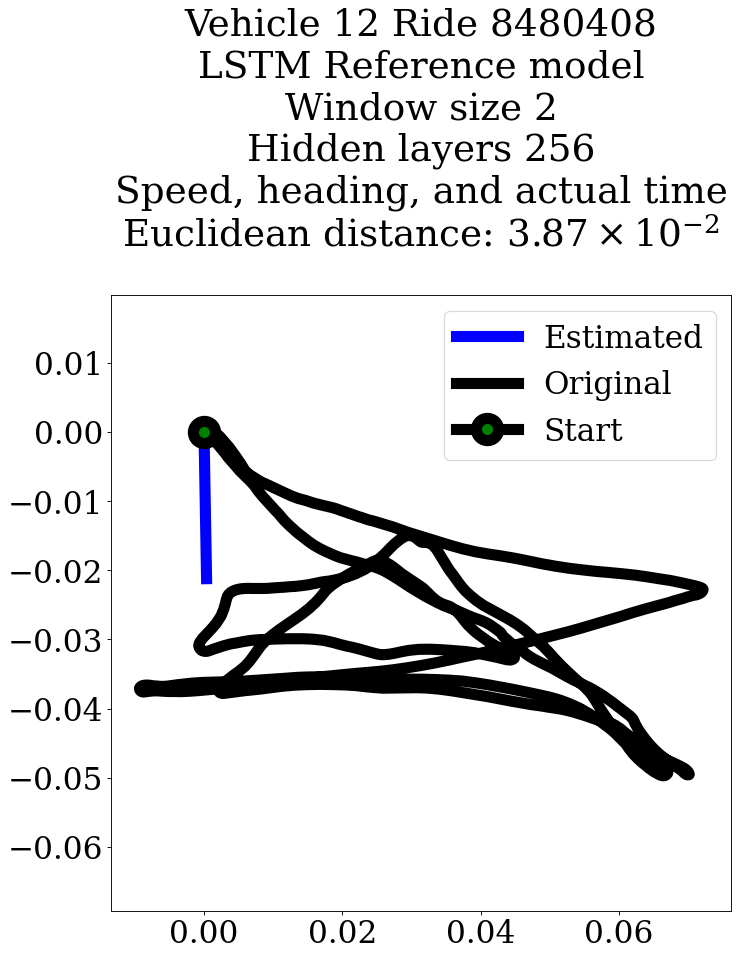 Vehicle 12 Ride 8480408
LSTM Reference model
Window size 2
Hidden layers 256
Speed, heading, and actual time
Euclidean distance: 3.87 × 10⁻²
Estimated
Original
Start
0.01
0.00
−0.01
−0.02
−0.03
−0.04
−0.05
−0.06
0.00 0.02 0.04 0.06